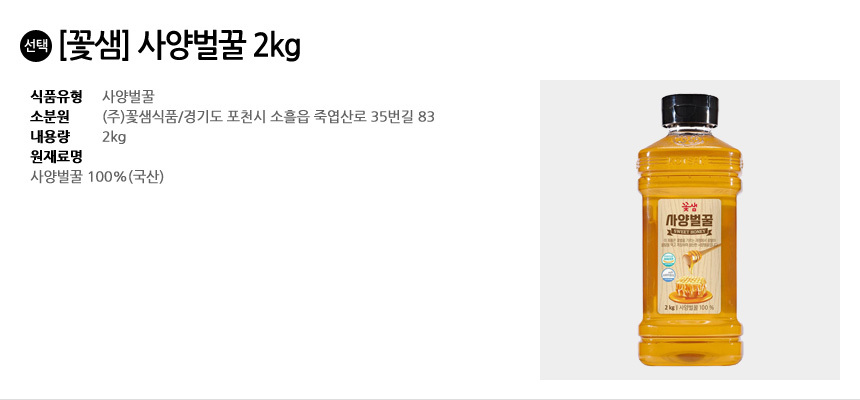 선택 [꽃샘] 사양벌꿀 2kg
식품유형 사양벌꿀
소분원 (주)꽃샘식품/경기도 포천시 소흘읍 죽엽산로 35번길 83
내용량 2kg
원재료명
사양벌꿀 100%(국산)
꽃샘
사양벌꿀
SWEET HONEY
2 kg | 사양벌꿀 100 %